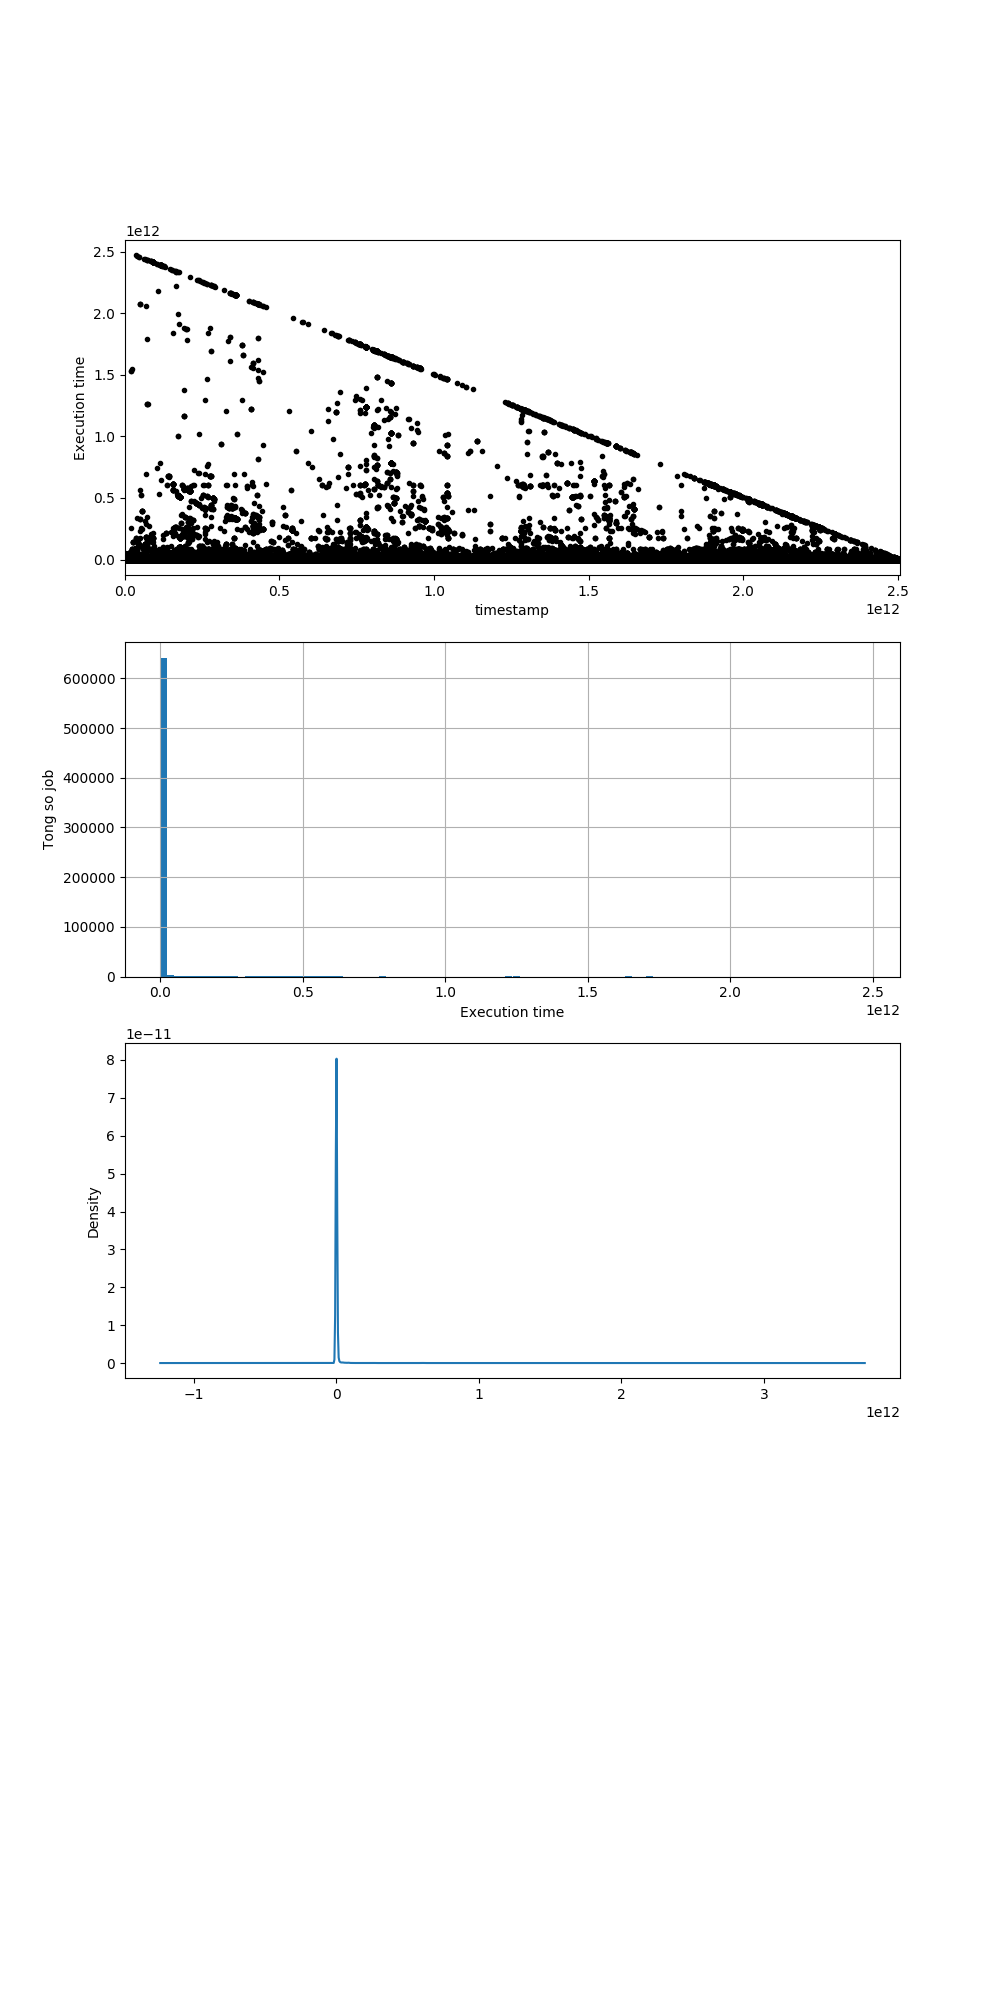 1e12
2.5
2.0
1.5
1.0
0.5
0.0
Execution time
0.0 0.5 1.0 1.5 2.0 2.5
1e12
timestamp
600000
500000
400000
300000
200000
100000
0
Tong so job
0.0 0.5 1.0 1.5 2.0 2.5
1e12
Execution time
1e−11
8
7
6
5
4
3
2
1
0
Density
−1 0 1 2 3
1e12